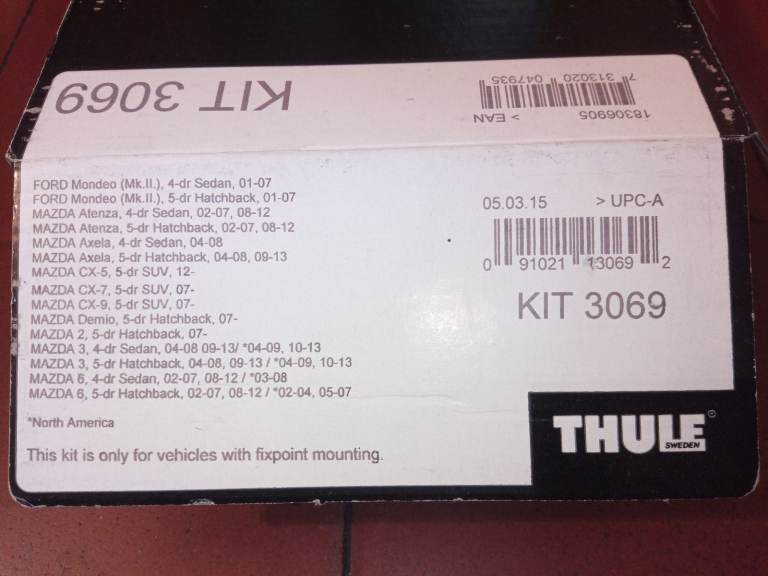 KIT 3069
7 313020 047935
> EAN
18306905
FORD Mondeo (Mk.II.), 4-dr Sedan, 01-07
FORD Mondeo (Mk.II.), 5-dr Hatchback, 01-07
MAZDA Atenza, 4-dr Sedan, 02-07, 08-12
MAZDA Atenza, 5-dr Hatchback, 02-07, 08-12
MAZDA Axela, 4-dr Sedan, 04-08
MAZDA Axela, 5-dr Hatchback, 04-08, 09-13
MAZDA CX-5, 5-dr SUV, 12-
MAZDA CX-7, 5-dr SUV, 07-
MAZDA CX-9, 5-dr SUV, 07-
MAZDA Demio, 5-dr Hatchback, 07-
MAZDA 2, 5-dr Hatchback, 07-
MAZDA 3, 4-dr Sedan, 04-08 09-13/ *04-09, 10-13
MAZDA 3, 5-dr Hatchback, 04-08, 09-13 / *04-09, 10-13
MAZDA 6, 4-dr Sedan, 02-07, 08-12 / *03-08
MAZDA 6, 5-dr Hatchback, 02-07, 08-12 / *02-04, 05-07
*North America
This kit is only for vehicles with fixpoint mounting.
05.03.15 > UPC-A
0 91021 13069 2
KIT 3069
THULE®
SWEDEN